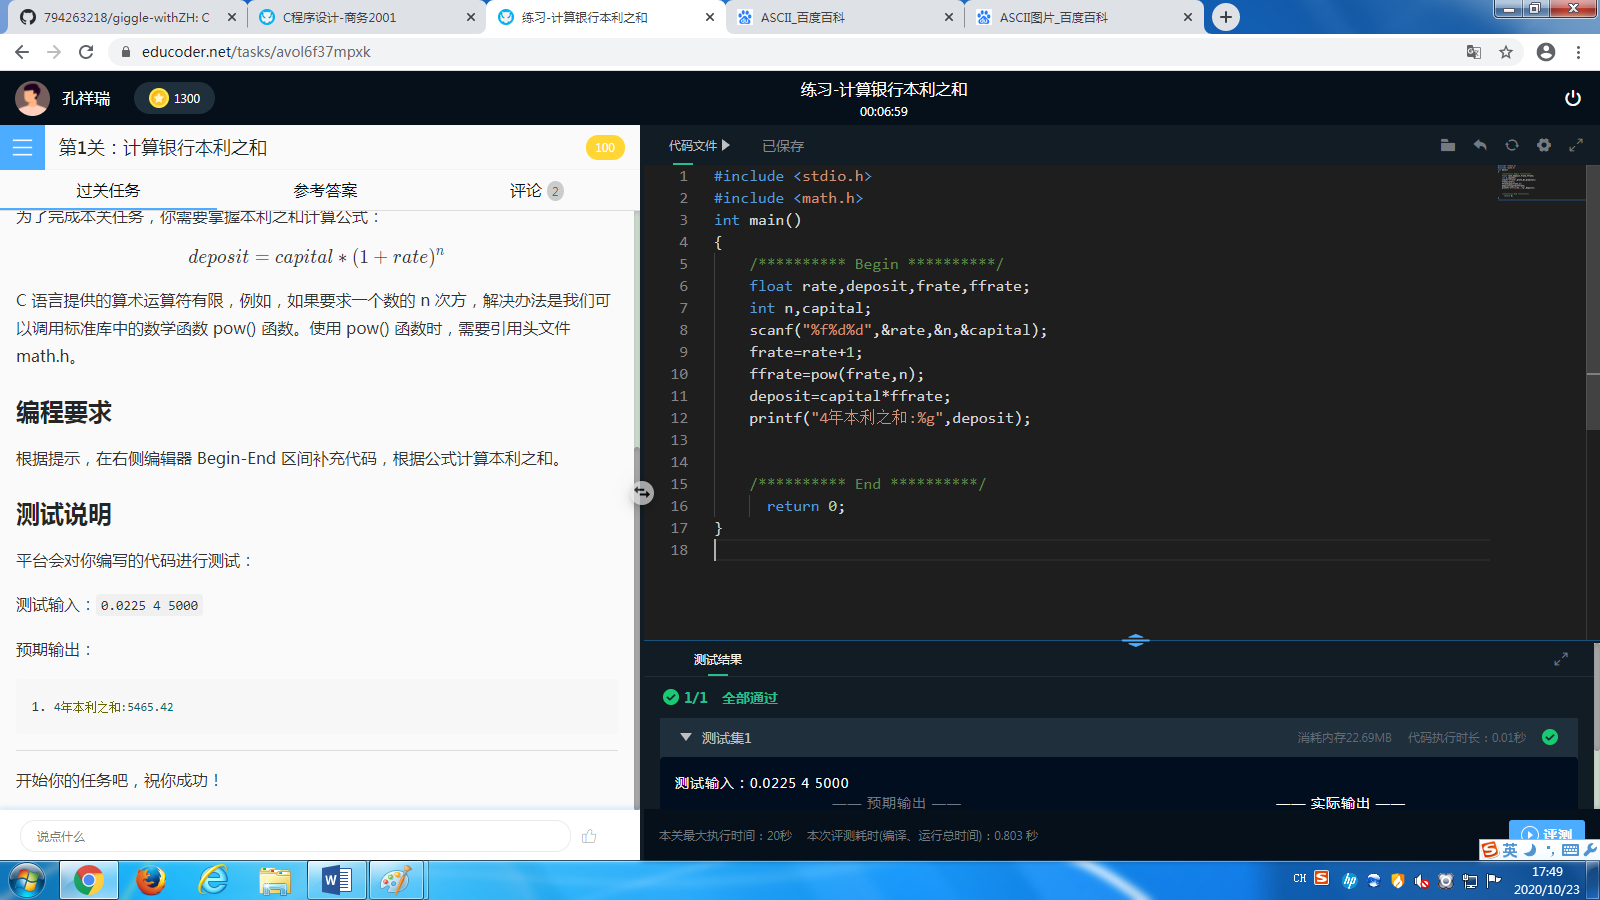 794263218/giggle-withZH: C
C程序设计-商务2001
练习-计算银行本利之和
ASCII_百度百科
ASCII图片_百度百科
educoder.net/tasks/avol6f37mpxk
孔祥瑞
1300
练习-计算银行本利之和
00:06:59
第1关：计算银行本利之和
100
过关任务
参考答案
评论 2
为了完成本关任务，你需要掌握本利之和计算公式：
deposit = capital ∗ (1 + rate)^n
C 语言提供的算术运算符有限，例如，如果要求一个数的 n 次方，解决办法是我们可
以调用标准库中的数学函数 pow() 函数。使用 pow() 函数时，需要引用头文件
math.h。
编程要求
根据提示，在右侧编辑器 Begin-End 区间补充代码，根据公式计算本利之和。
测试说明
平台会对你编写的代码进行测试：
测试输入：0.0225 4 5000
预期输出：
1. 4年本利之和:5465.42
开始你的任务吧，祝你成功！
说点什么
代码文件
已保存
1 #include <stdio.h>
2 #include <math.h>
3 int main()
4 {
5 /********** Begin **********/
6 float rate,deposit,frate,ffrate;
7 int n,capital;
8 scanf("%f%d%d",&rate,&n,&capital);
9 frate=rate+1;
10 ffrate=pow(frate,n);
11 deposit=capital*ffrate;
12 printf("4年本利之和:%g",deposit);
13
14
15 /********** End **********/
16 return 0;
17 }
18
测试结果
1/1 全部通过
测试集1
消耗内存22.69MB 代码执行时长：0.01秒
测试输入：0.0225 4 5000
—— 预期输出 ——
—— 实际输出 ——
本关最大执行时间：20秒 本次评测耗时(编译、运行总时间)：0.803 秒
评测
英
CH
17:49
2020/10/23